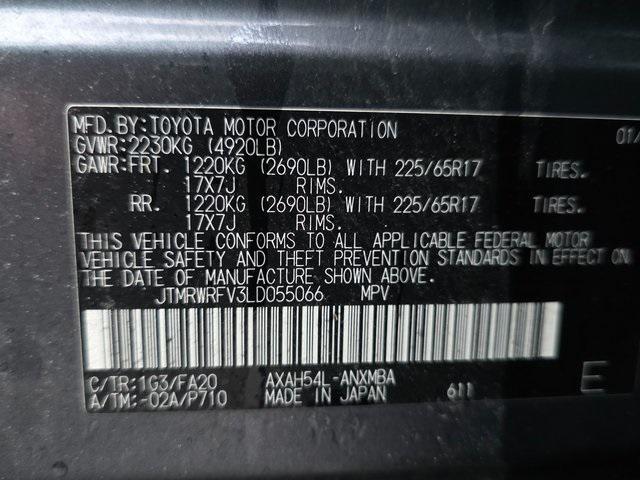 MFD.BY:TOYOTA MOTOR CORPORATION 01/
GVWR:2230KG (4920LB)
GAWR:FRT. 1220KG (2690LB) WITH 225/65R17 TIRES.
17X7J RIMS.
RR. 1220KG (2690LB) WITH 225/65R17 TIRES.
17X7J RIMS.
THIS VEHICLE CONFORMS TO ALL APPLICABLE FEDERAL MOTOR
VEHICLE SAFETY AND THEFT PREVENTION STANDARDS IN EFFECT ON
THE DATE OF MANUFACTURE SHOWN ABOVE.
JTMRWRFV3LD055066 MPV
C/TR:1G3/FA20 AXAH54L-ANXMBA E
A/TM:-02A/P710 MADE IN JAPAN 611